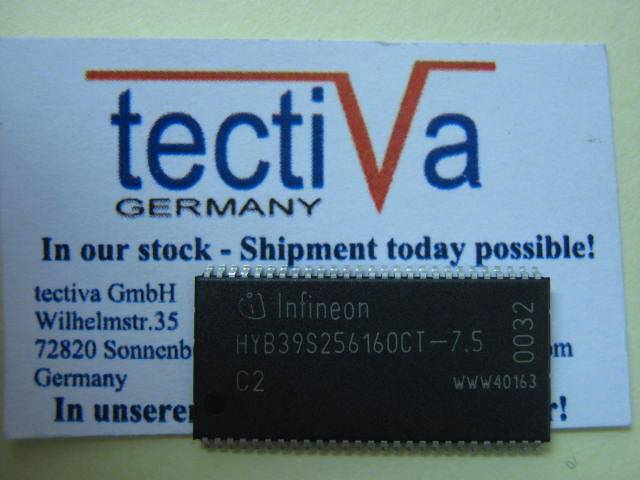 tectiVa
GERMANY
In our stock - Shipment today possible!
tectiva GmbH
Wilhelmstr.35
72820
Germany
In
Infineon
HYB39S256160CT-7.5
C2
WWW40163
0032